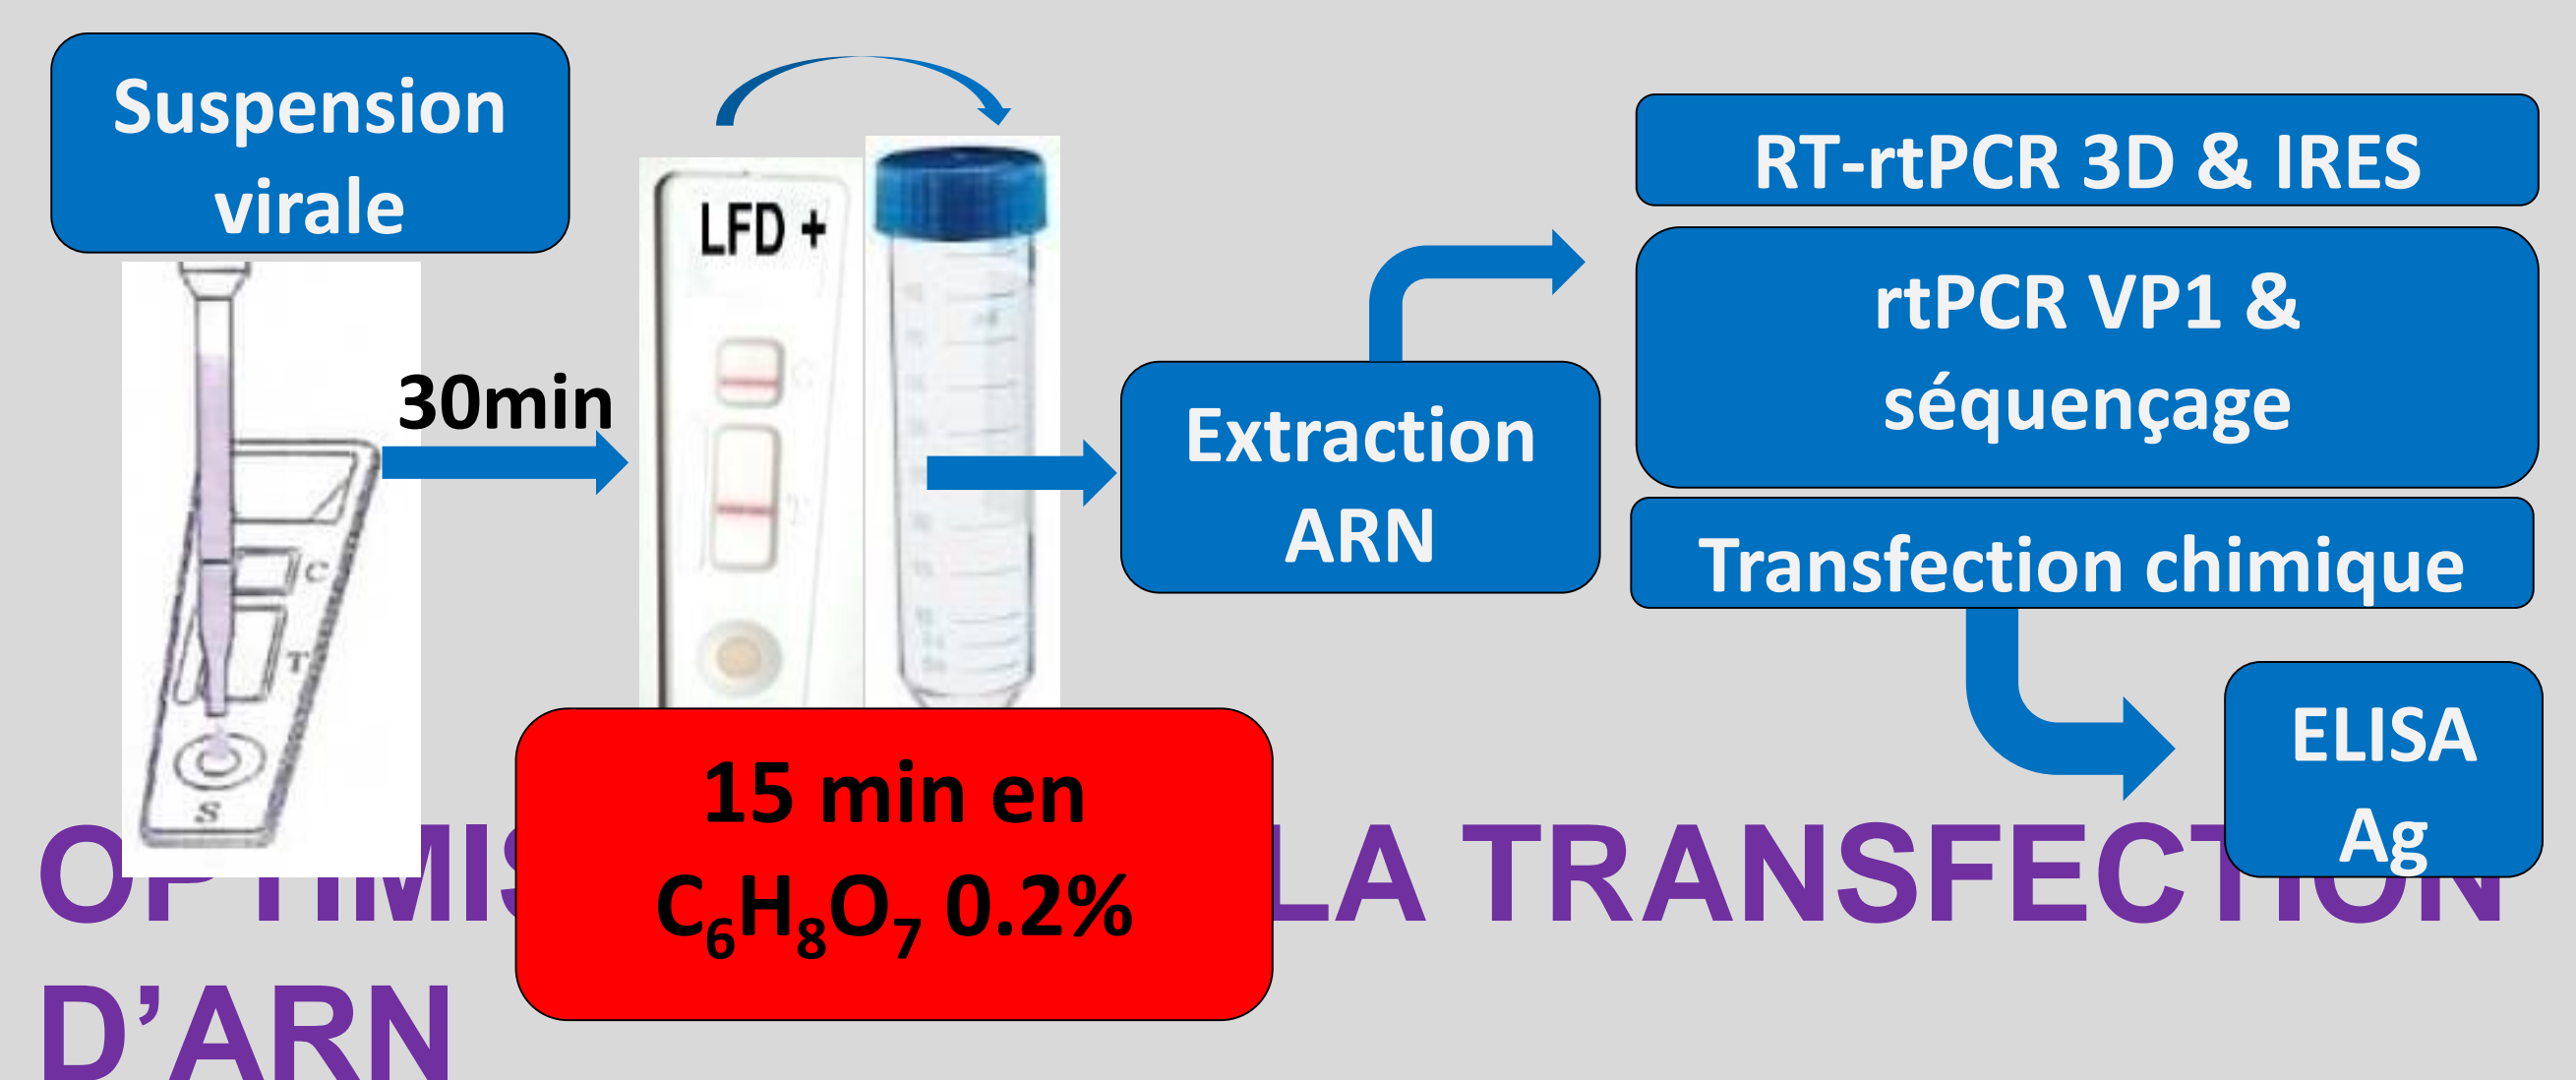 Suspension
virale
30min
C
T
S
LFD +
C
T
15 min en
C₆H₈O₇ 0.2%
Extraction
ARN
RT-rtPCR 3D & IRES
rtPCR VP1 &
séquençage
Transfection chimique
ELISA
Ag
LA TRANSFECTION
D’ARN